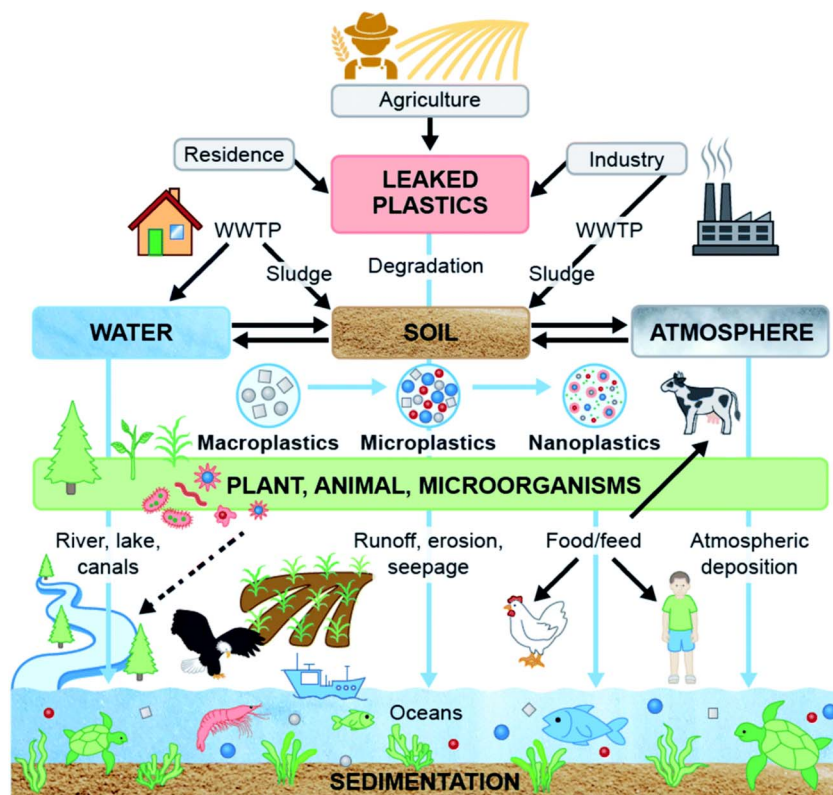 Agriculture
Residence
Industry
LEAKED
PLASTICS
WWTP
WWTP
Sludge
Degradation
Sludge
WATER
SOIL
ATMOSPHERE
Macroplastics
Microplastics
Nanoplastics
PLANT, ANIMAL, MICROORGANISMS
River, lake,
canals
Runoff, erosion,
seepage
Food/feed
Atmospheric
deposition
Oceans
SEDIMENTATION